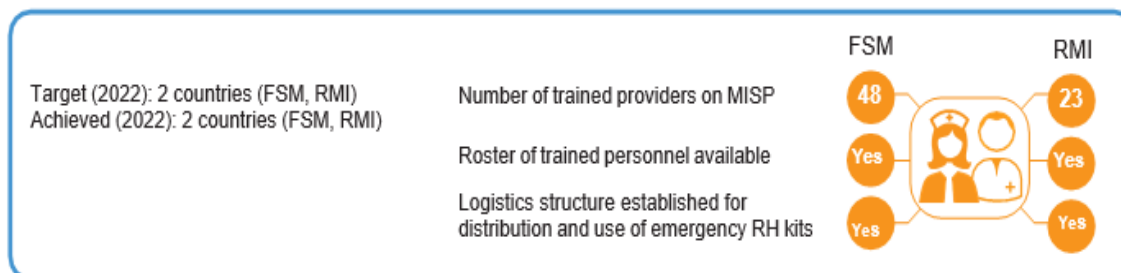 FSM
RMI
Target (2022): 2 countries (FSM, RMI)
Achieved (2022): 2 countries (FSM, RMI)
Number of trained providers on MISP
48
23
Roster of trained personnel available
Yes
Yes
Logistics structure established for
distribution and use of emergency RH kits
Yes
Yes